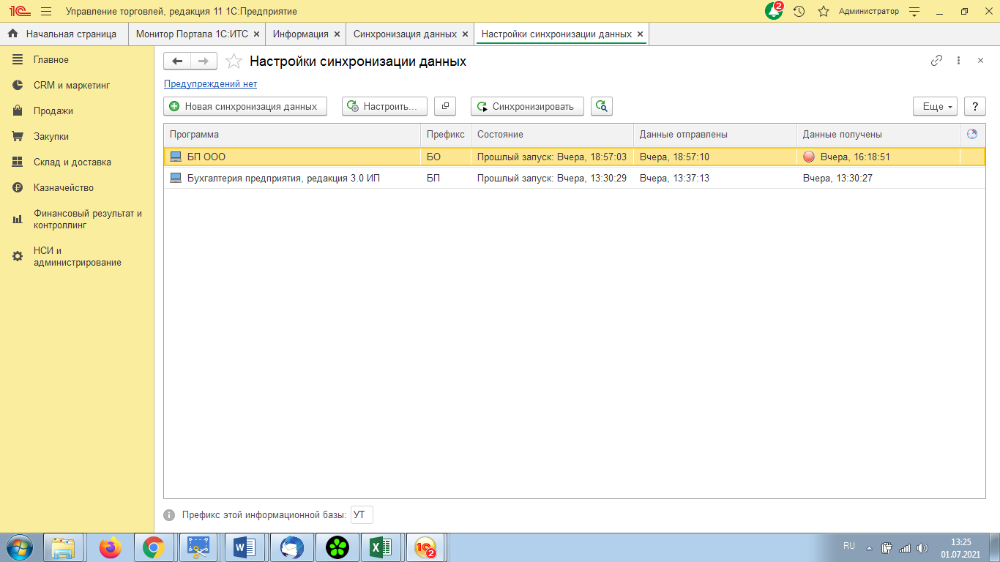 1С Управление торговлей, редакция 11 1С:Предприятие 2 Администратор
Начальная страница Монитор Портала 1С:ИТС Информация Синхронизация данных Настройки синхронизации данных
Главное
CRM и маркетинг
Продажи
Закупки
Склад и доставка
Казначейство
Финансовый результат и
контроллинг
НСИ и
администрирование
Настройки синхронизации данных
Предупреждений нет
Новая синхронизация данных Настроить... Синхронизировать Еще ?
Программа Префикс Состояние Данные отправлены Данные получены
БП ООО БО Прошлый запуск: Вчера, 18:57:03 Вчера, 18:57:10 Вчера, 16:18:51
Бухгалтерия предприятия, редакция 3.0 ИП БП Прошлый запуск: Вчера, 13:30:29 Вчера, 13:37:13 Вчера, 13:30:27
Префикс этой информационной базы: УТ
RU 13:25
01.07.2021